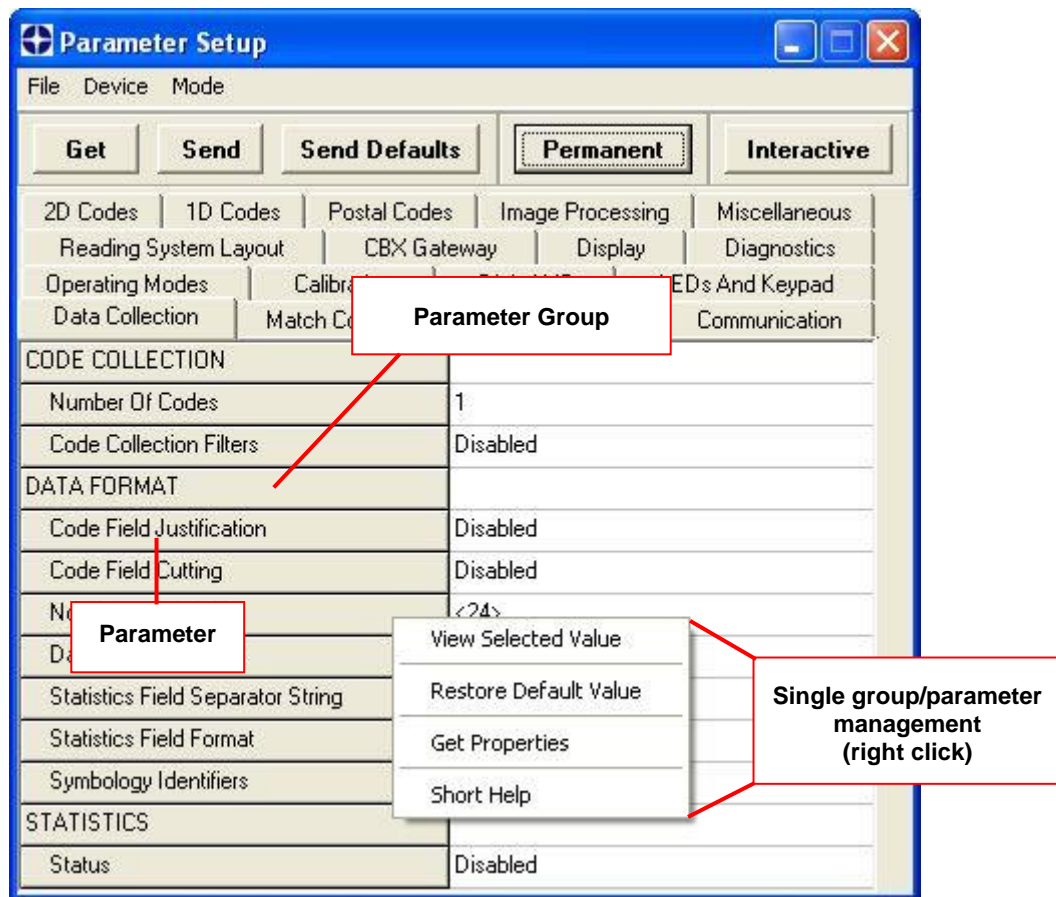 Parameter Setup
File Device Mode
Get Send Send Defaults Permanent Interactive
2D Codes 1D Codes Postal Codes Image Processing Miscellaneous
Reading System Layout CBX Gateway Display Diagnostics
Operating Modes And Keypad
Data Collection Match Communication
Parameter Group
CODE COLLECTION
Number Of Codes 1
Code Collection Filters Disabled
DATA FORMAT
Code Field Justification Disabled
Code Field Cutting Disabled
<24>
Parameter
View Selected Value
Restore Default Value
Get Properties
Short Help
Single group/parameter
management
(right click)
Statistics Field Separator String
Statistics Field Format
Symbology Identifiers
STATISTICS
Status Disabled